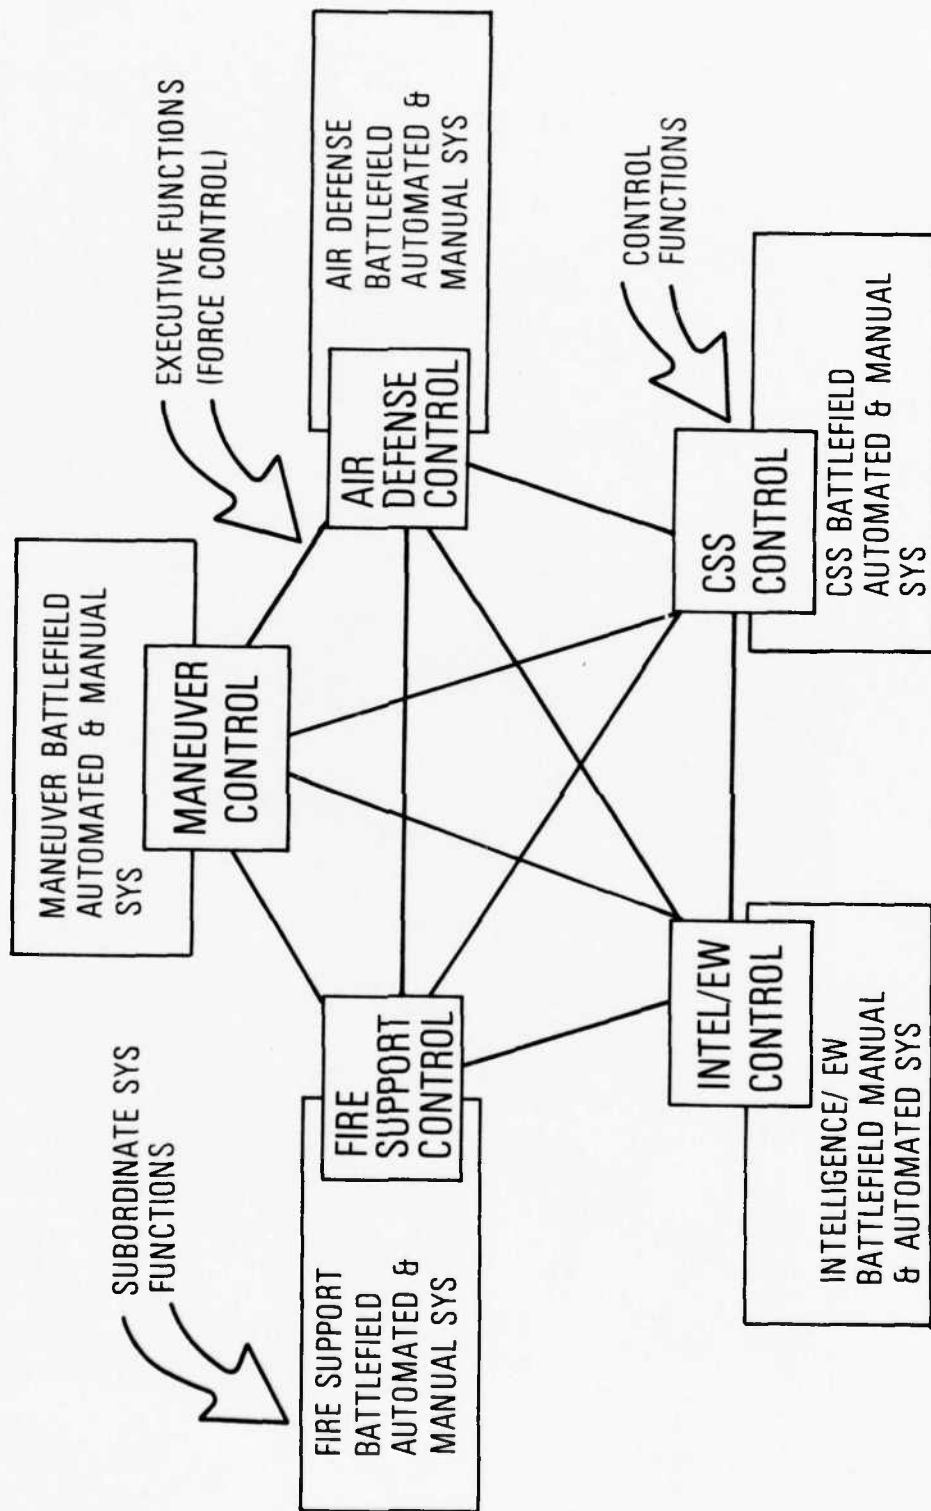 SUBORDINATE SYS
FUNCTIONS
MANEUVER BATTLEFIELD
AUTOMATED & MANUAL
SYS
EXECUTIVE FUNCTIONS
(FORCE CONTROL)
MANEUVER
CONTROL
FIRE SUPPORT
BATTLEFIELD
AUTOMATED &
MANUAL SYS
FIRE
SUPPORT
CONTROL
AIR
DEFENSE
CONTROL
AIR DEFENSE
BATTLEFIELD
AUTOMATED &
MANUAL SYS
CONTROL
FUNCTIONS
INTEL/EW
CONTROL
CSS
CONTROL
INTELLIGENCE/ EW
BATTLEFIELD MANUAL
& AUTOMATED SYS
CSS BATTLEFIELD
AUTOMATED & MANUAL
SYS